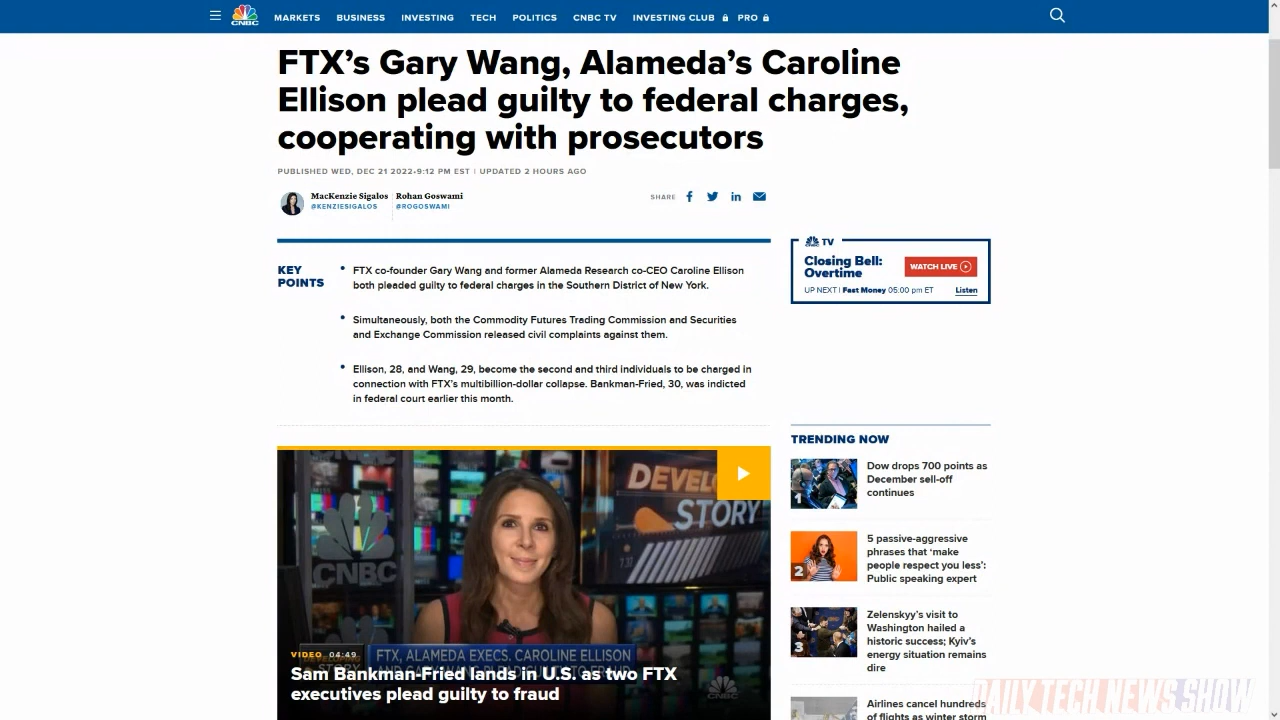 CNBC
MARKETS
BUSINESS
INVESTING
TECH
POLITICS
CNBC TV
INVESTING CLUB
PRO
FTX's Gary Wang, Alameda's Caroline
Ellison plead guilty to federal charges,
cooperating with prosecutors
PUBLISHED WED, DEC 21 2022•9:12 PM EST | UPDATED 2 HOURS AGO
MacKenzie Sigalos
#KENZIESIGALOS
Rohan Goswami
#ROGOSWAMI
SHARE
KEY
POINTS
FTX co-founder Gary Wang and former Alameda Research co-CEO Caroline Ellison
both pleaded guilty to federal charges in the Southern District of New York.
Simultaneously, both the Commodity Futures Trading Commission and Securities
and Exchange Commission released civil complaints against them.
Ellison, 28, and Wang, 29, become the second and third individuals to be charged in
connection with FTX's multibillion-dollar collapse. Bankman-Fried, 30, was indicted
in federal court earlier this month.
DEVEL
STORY
CNBC
FTX, ALAMEDA EXECS. CAROLINE ELLISON
VIDEO 04:49
Sam Bankman-Fried lands in U.S. as two FTX
executives plead guilty to fraud
CNBC
TV
Closing Bell:
Overtime
WATCH LIVE
UP NEXT | Fast Money 05:00 pm ET
Listen
TRENDING NOW
1
Dow drops 700 points as
December sell-off
continues
2
5 passive-aggressive
phrases that 'make
people respect you less':
Public speaking expert
3
Zelenskyy's visit to
Washington hailed a
historic success; Kyiv's
energy situation remains
dire
Airlines cancel hundreds
of flights as winter storm
DAILY TECH NEWS SHOW